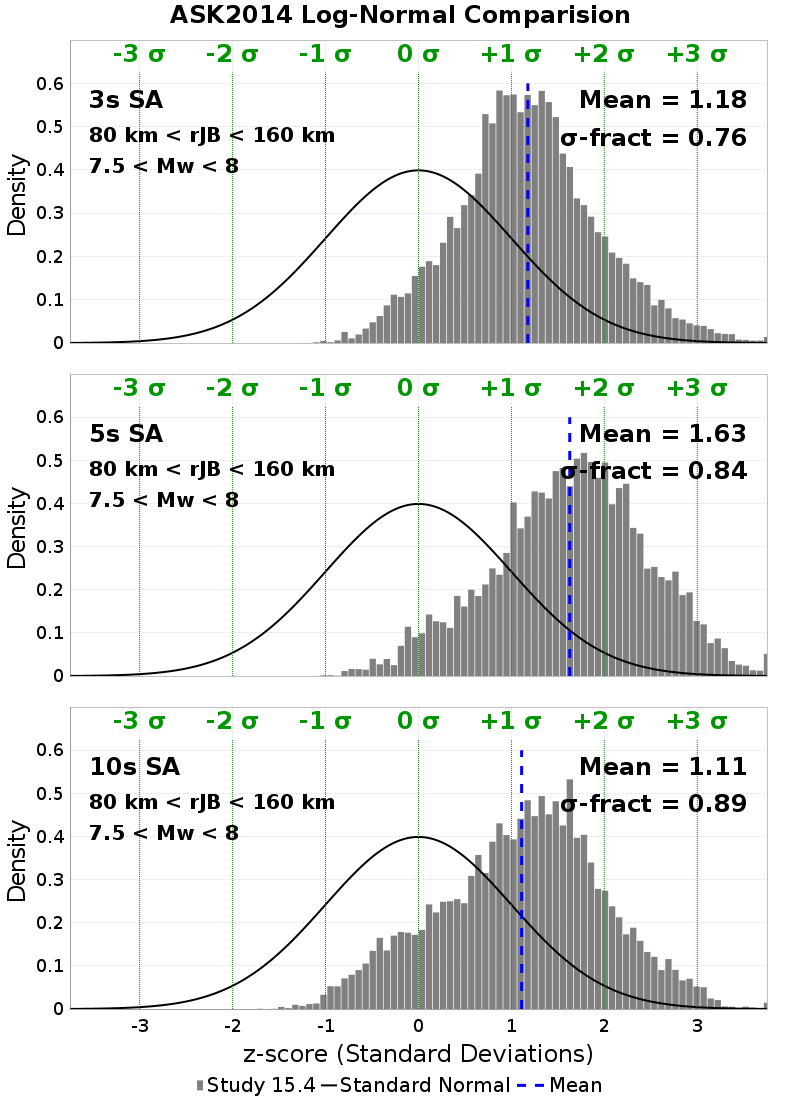 ASK2014 Log-Normal Comparision
-3 σ -2 σ -1 σ 0 σ +1 σ +2 σ +3 σ
0.6
3s SA Mean = 1.18
0.5
80 km < rJB < 160 km σ-fract = 0.76
7.5 < Mw < 8
0.4
0.3
0.2
0.1
0
Density
-3 σ -2 σ -1 σ 0 σ +1 σ +2 σ +3 σ
0.6
5s SA Mean = 1.63
0.5
80 km < rJB < 160 km σ-fract = 0.84
7.5 < Mw < 8
0.4
0.3
0.2
0.1
0
Density
-3 σ -2 σ -1 σ 0 σ +1 σ +2 σ +3 σ
0.6
10s SA Mean = 1.11
0.5
80 km < rJB < 160 km σ-fract = 0.89
7.5 < Mw < 8
0.4
0.3
0.2
0.1
0
Density
-3 -2 -1 0 1 2 3
z-score (Standard Deviations)
Study 15.4 Standard Normal Mean